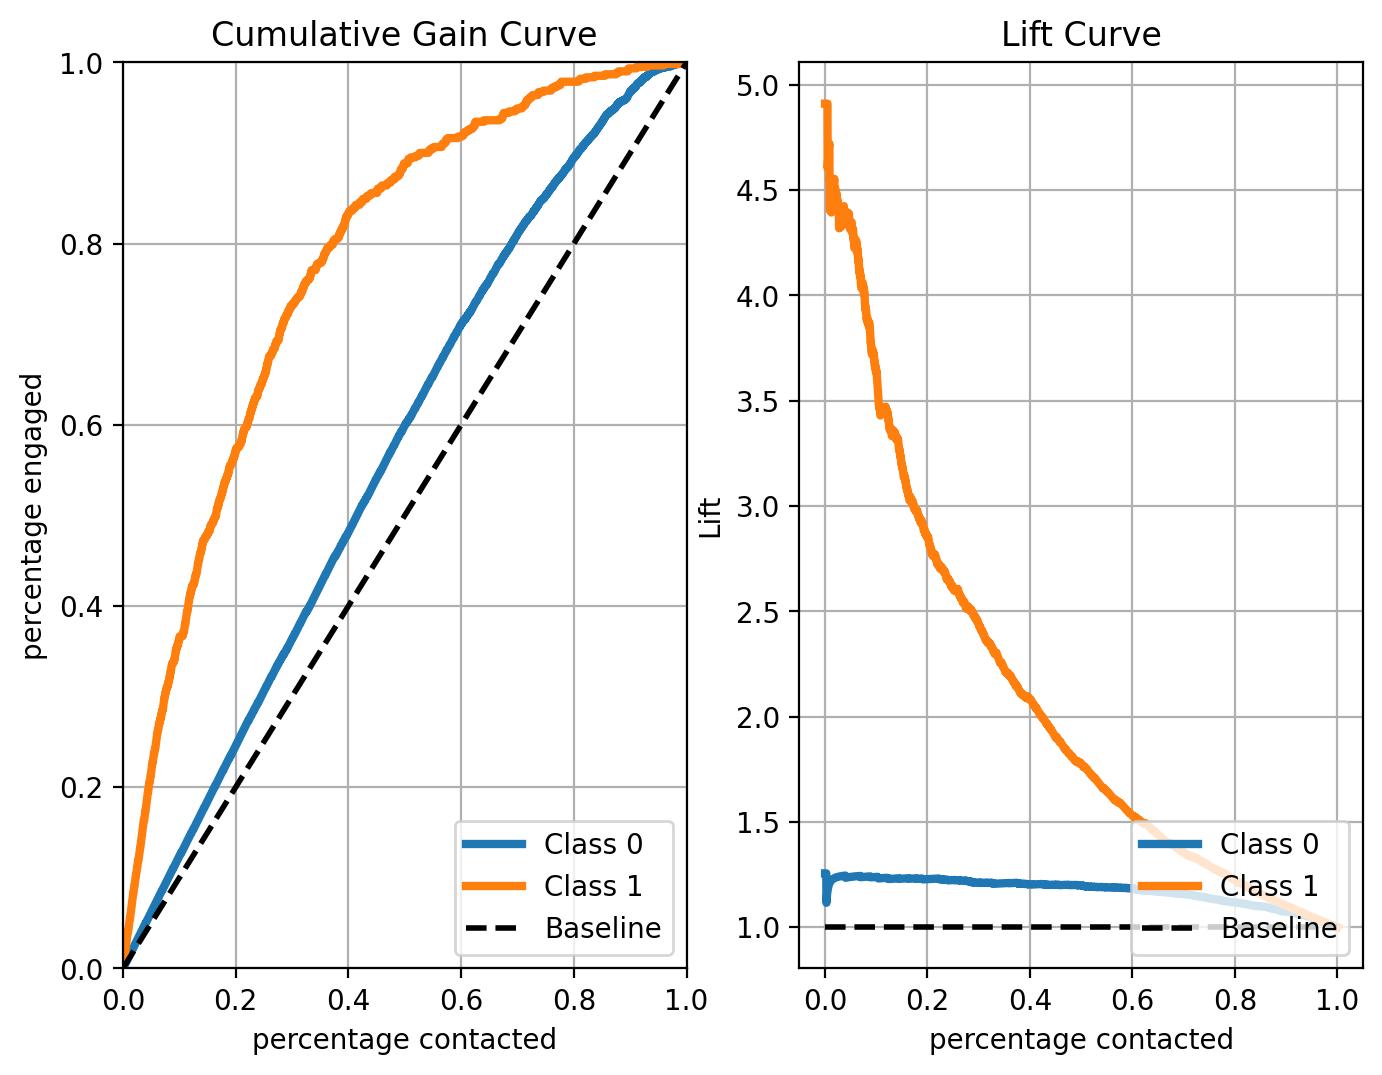 Cumulative Gain Curve
1.0
0.8
0.6
0.4
0.2
0.0
percentage engaged
Class 0
Class 1
Baseline
0.0 0.2 0.4 0.6 0.8 1.0
percentage contacted
Lift Curve
5.0
4.5
4.0
3.5
3.0
2.5
2.0
1.5
1.0
Lift
Class 0
Class 1
Baseline
0.0 0.2 0.4 0.6 0.8 1.0
percentage contacted